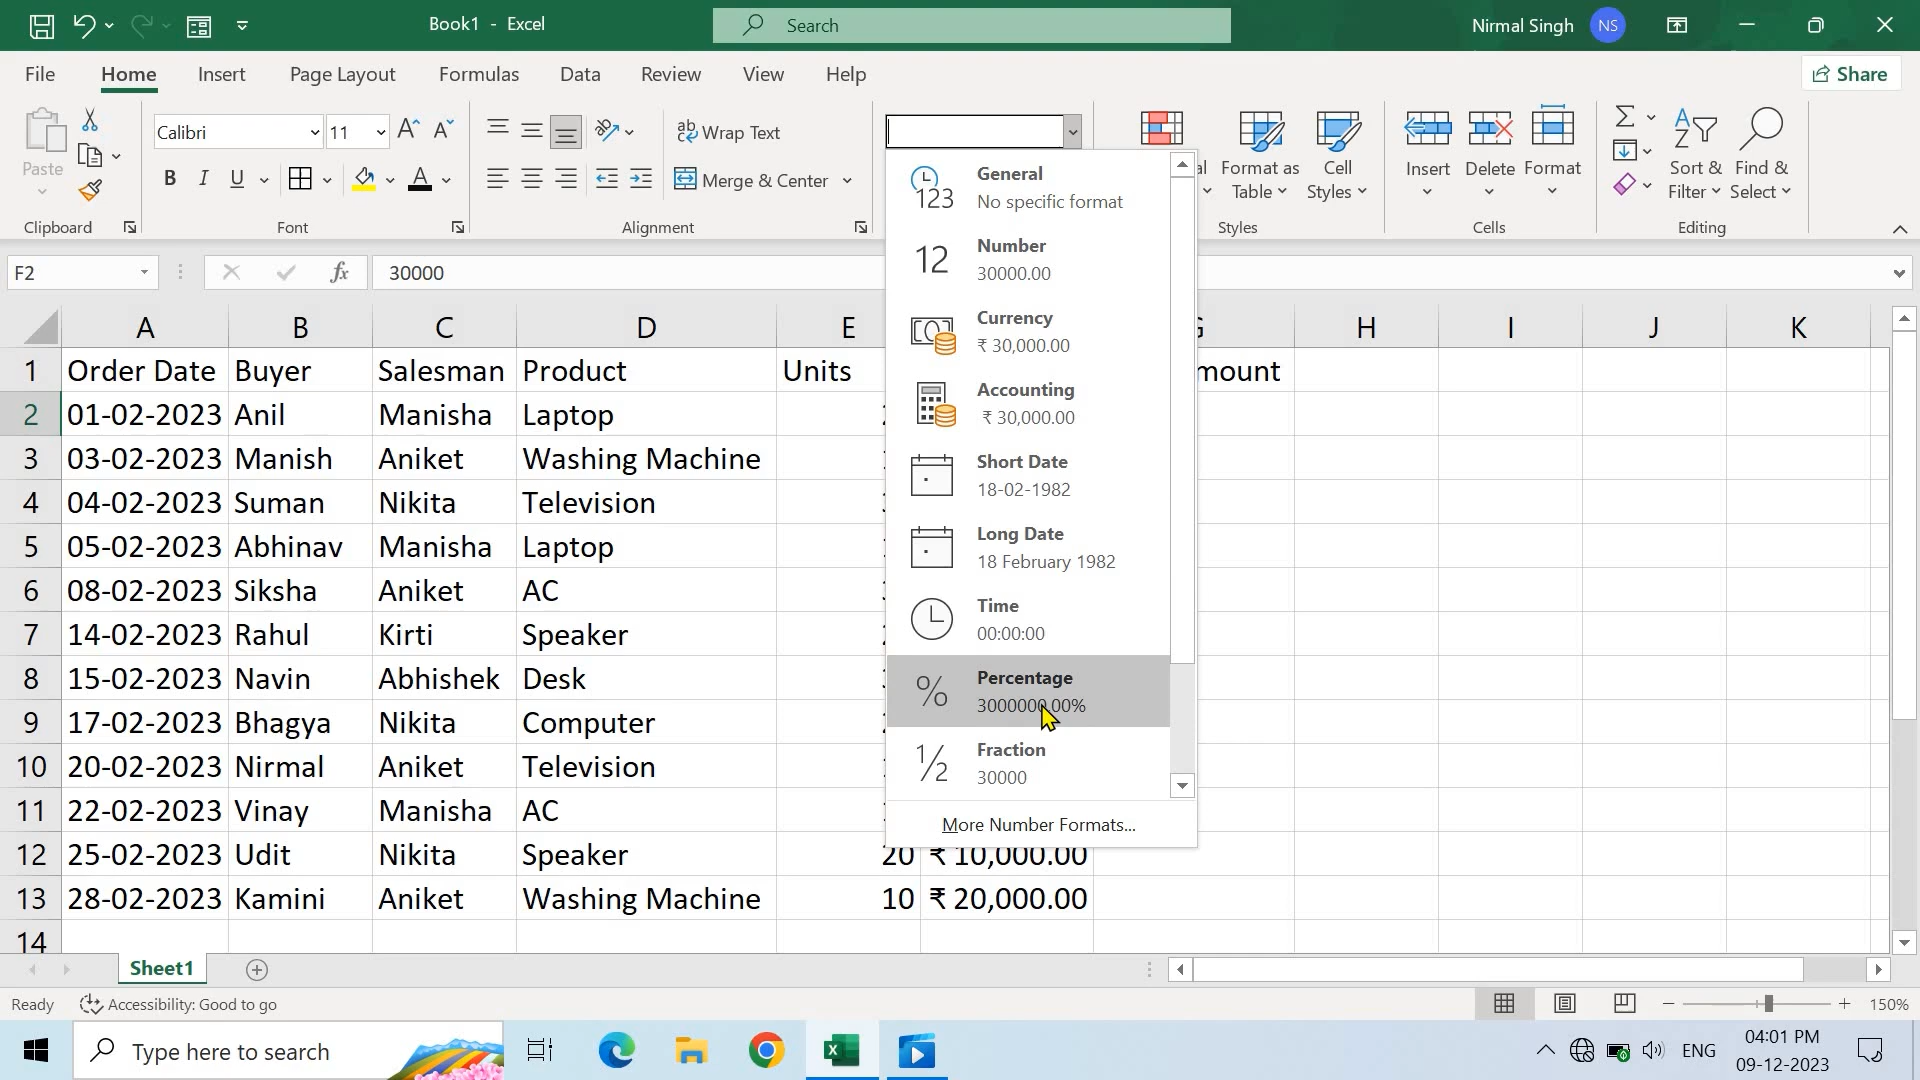 Book1 - Excel
Search
Nirmal Singh
NS
File
Home
Insert
Page Layout
Formulas
Data
Review
View
Help
Share
Paste
Clipboard
Calibri
11
B I U
Font
Wrap Text
Merge & Center
Alignment
Format as
Table
Cell
Styles
Styles
Insert
Delete
Format
Cells
Sort &
Filter
Find &
Select
Editing
F2
fx
30000
General
No specific format
Number
30000.00
Currency
₹ 30,000.00
Accounting
₹ 30,000.00
Short Date
18-02-1982
Long Date
18 February 1982
Time
00:00:00
Percentage
3000000.00%
Fraction
30000
More Number Formats...
A B C D E H I J K
1 Order Date Buyer Salesman Product Units mount
2 01-02-2023 Anil Manisha Laptop
3 03-02-2023 Manish Aniket Washing Machine
4 04-02-2023 Suman Nikita Television
5 05-02-2023 Abhinav Manisha Laptop
6 08-02-2023 Siksha Aniket AC
7 14-02-2023 Rahul Kirti Speaker
8 15-02-2023 Navin Abhishek Desk
9 17-02-2023 Bhagya Nikita Computer
10 20-02-2023 Nirmal Aniket Television
11 22-02-2023 Vinay Manisha AC
12 25-02-2023 Udit Nikita Speaker 20 ₹ 10,000.00
13 28-02-2023 Kamini Aniket Washing Machine 10 ₹ 20,000.00
14
Sheet1
Ready
Accessibility: Good to go
150%
Type here to search
ENG
04:01 PM
09-12-2023